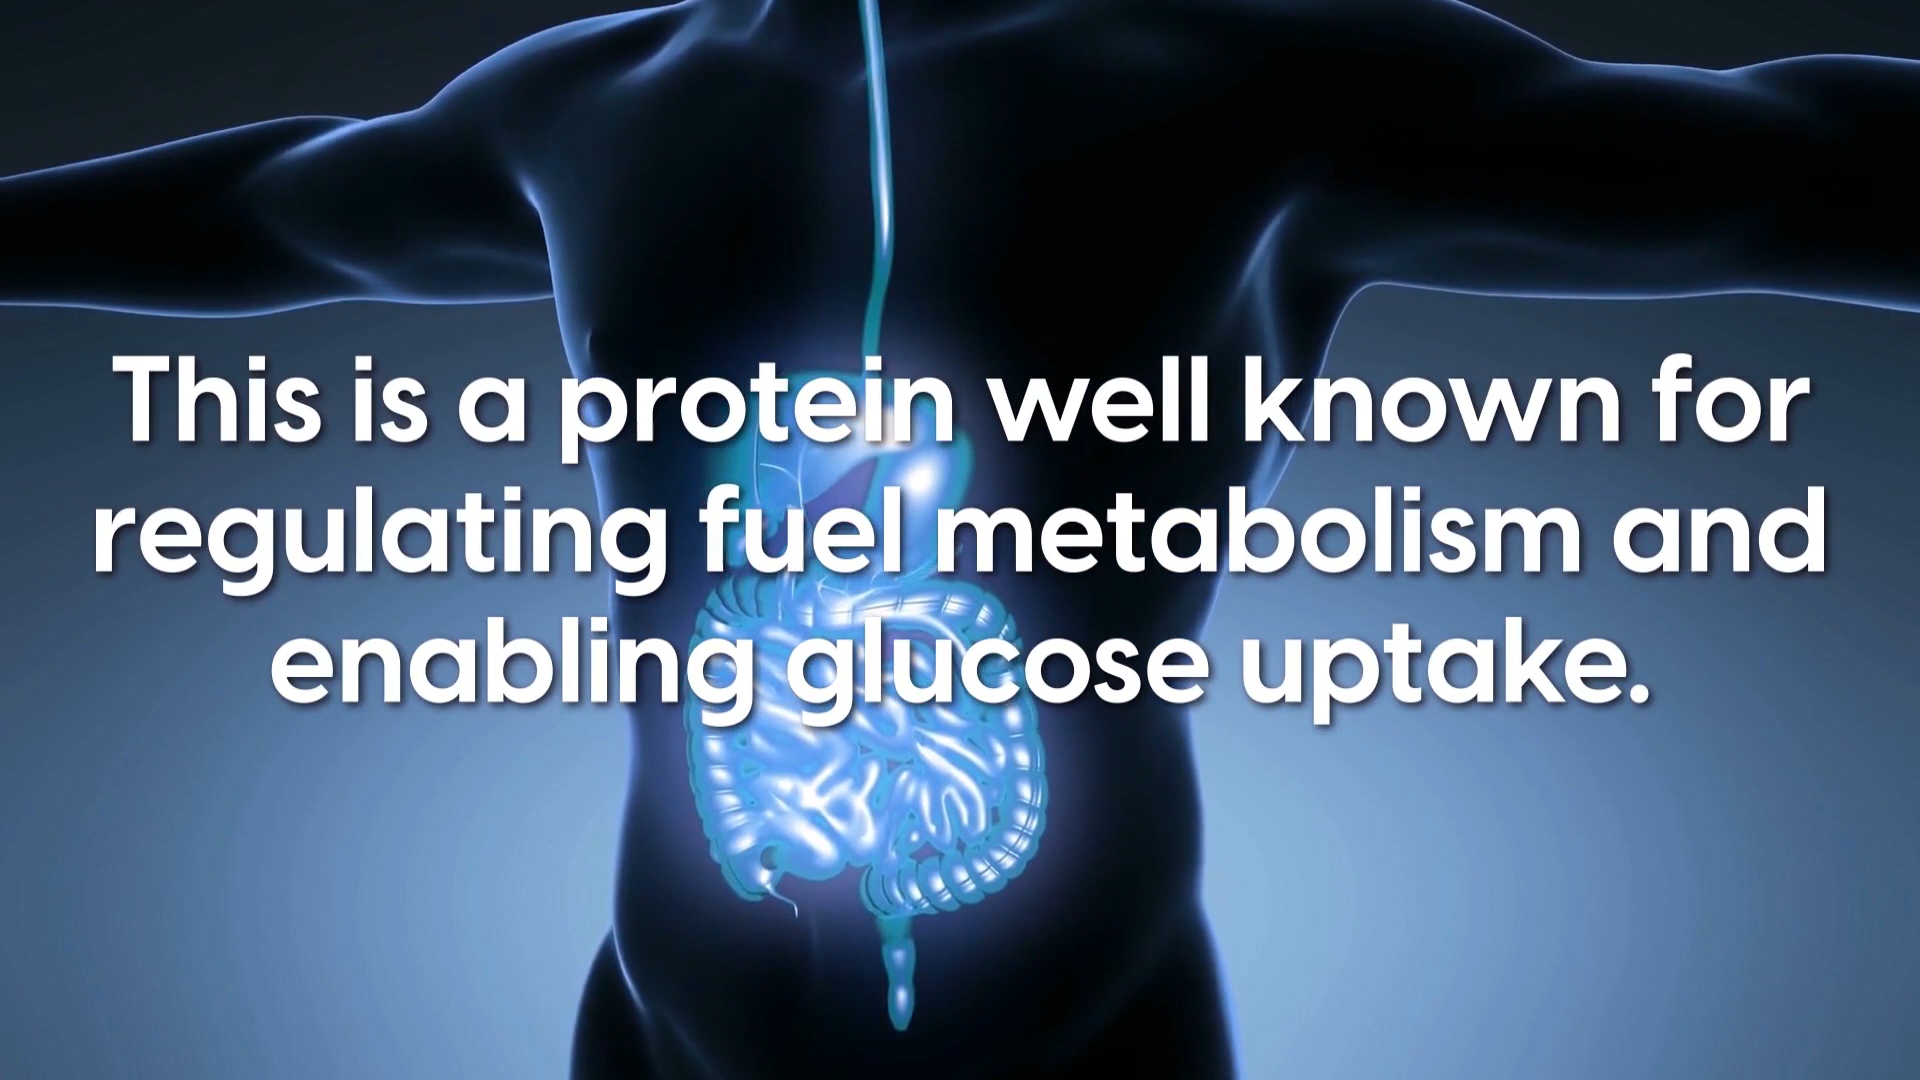 This is a protein well known for
regulating fuel metabolism and
enabling glucose uptake.